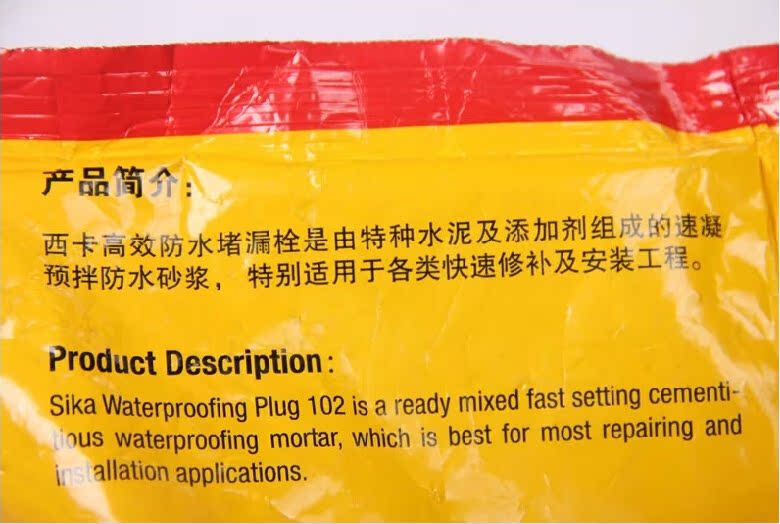 产品简介：
西卡高效防水堵漏栓是由特种水泥及添加剂组成的速凝
预拌防水砂浆，特别适用于各类快速修补及安装工程。
Product Description:
Sika Waterproofing Plug 102 is a ready mixed fast setting cementi-
tious waterproofing mortar, which is best for most repairing and
installation applications.